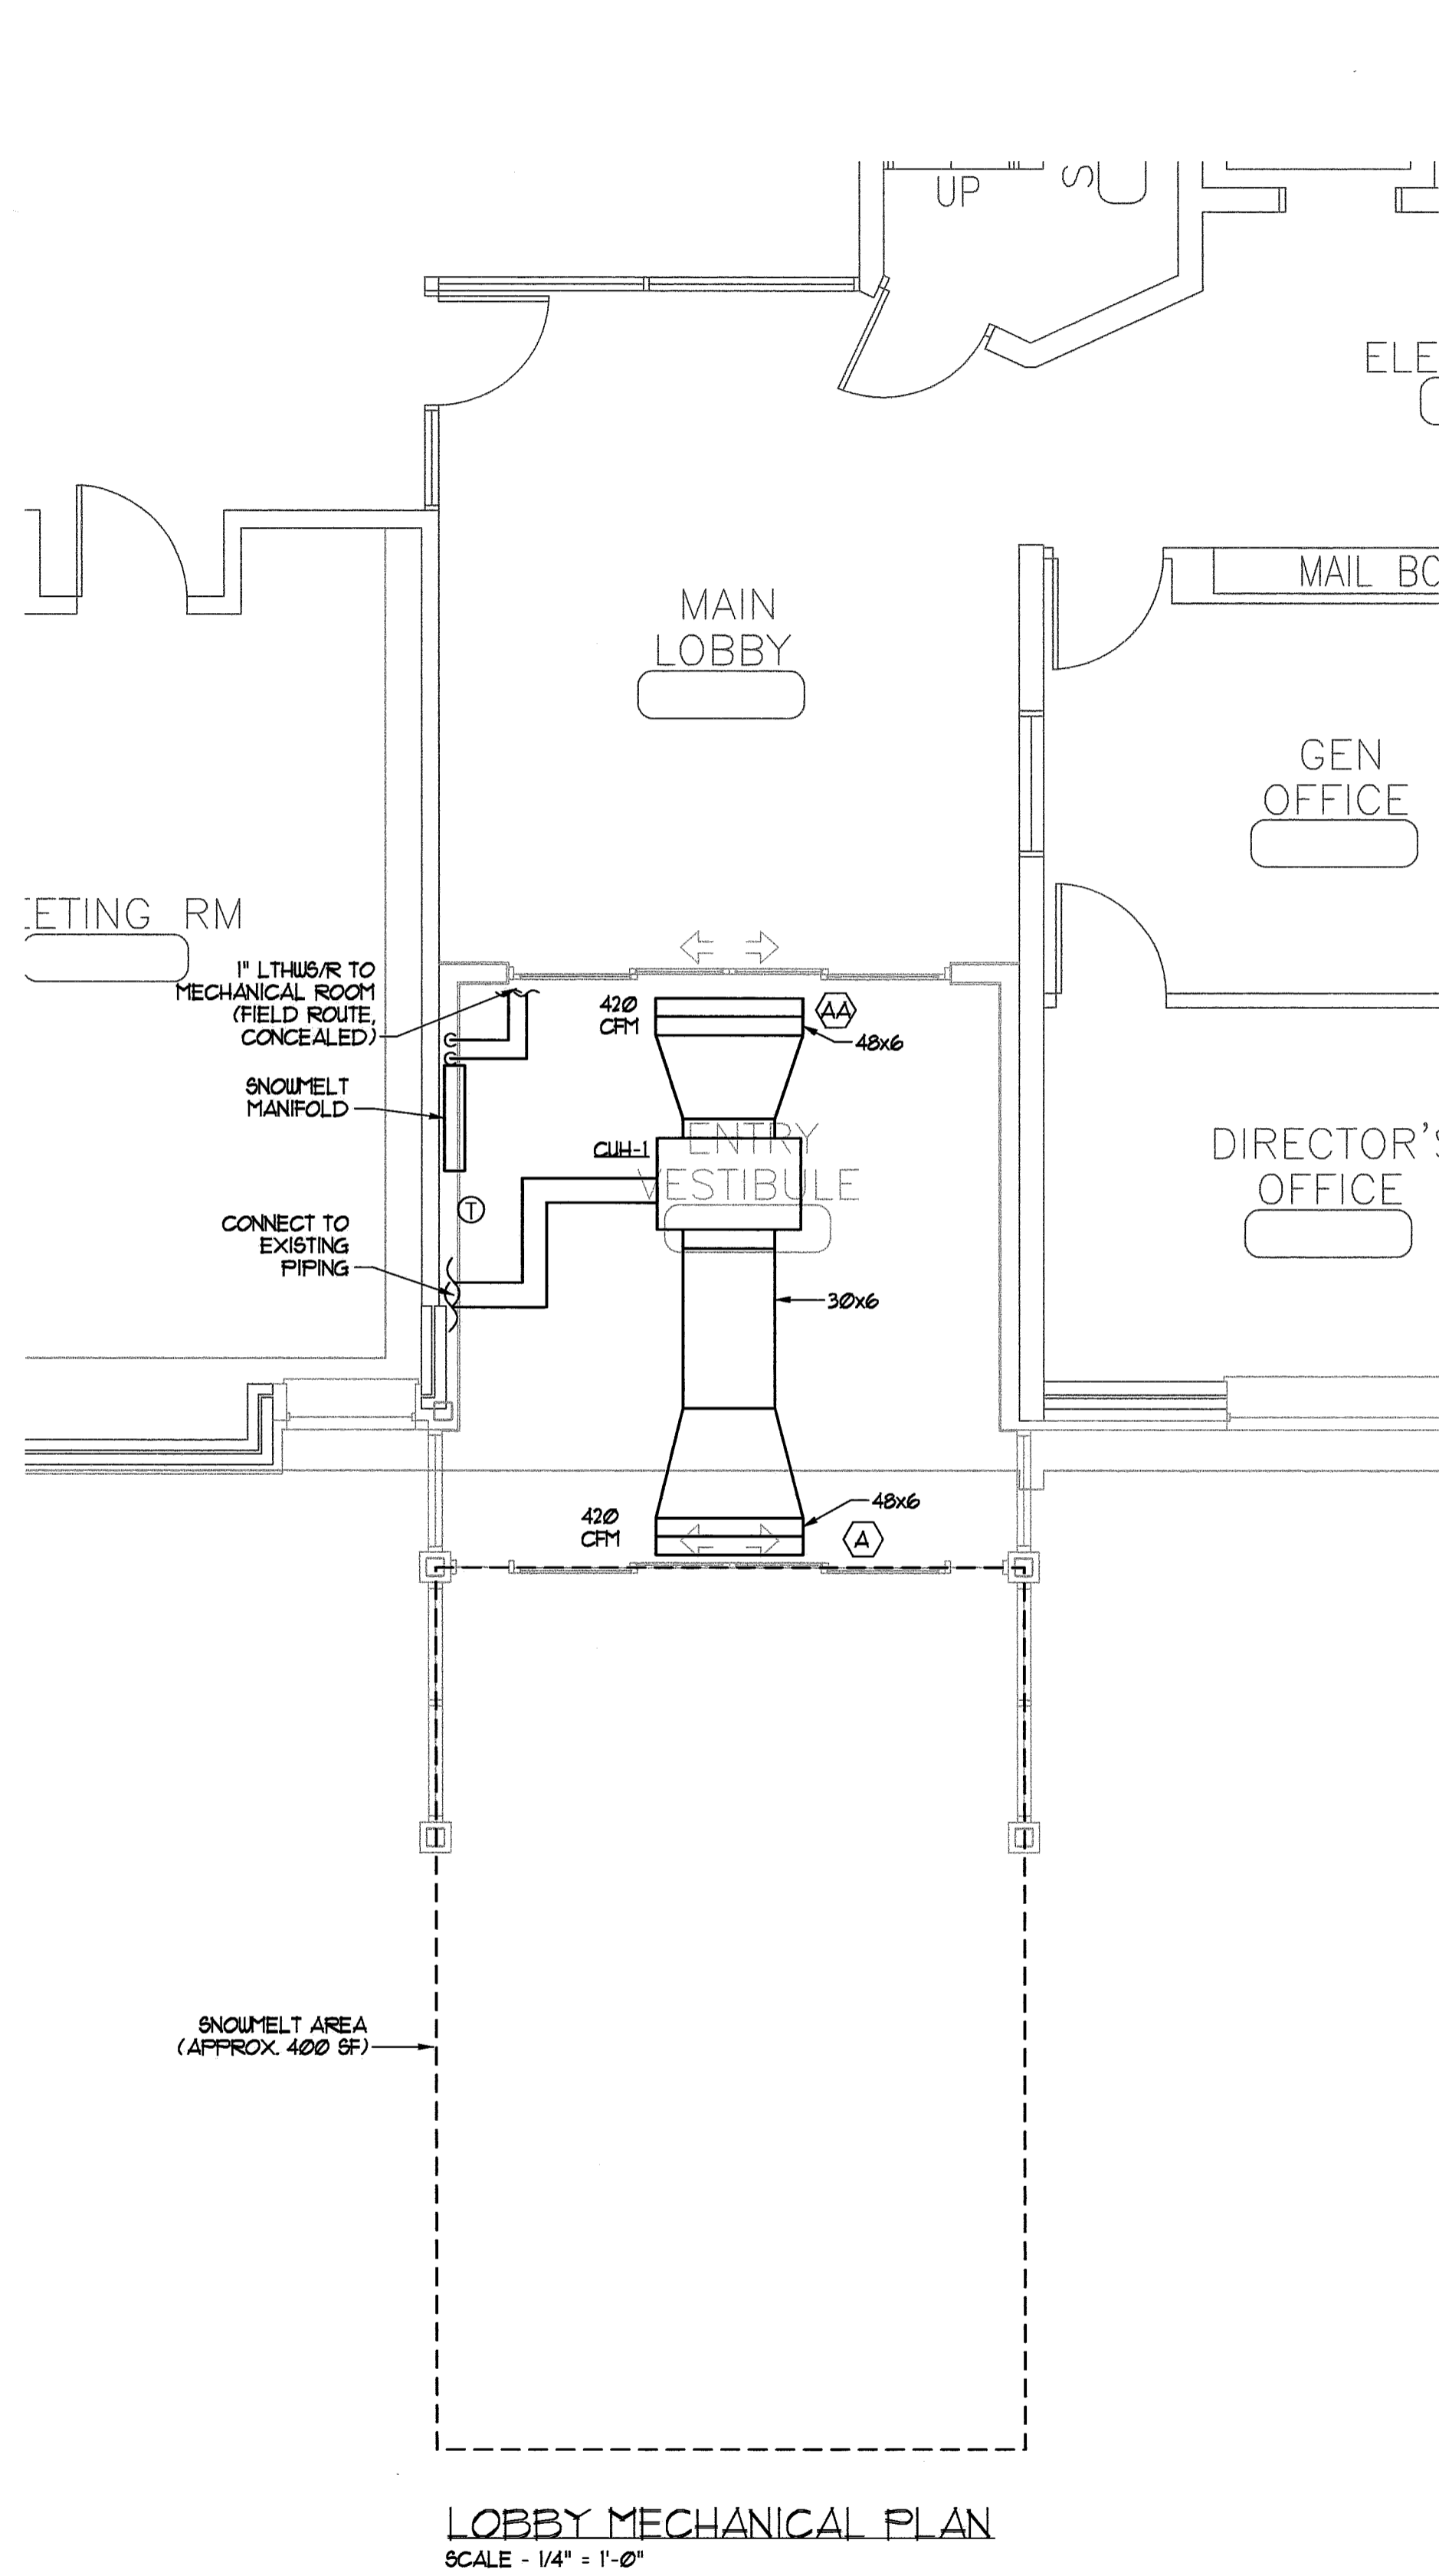 UP
S
ELE
MAIL BO
MAIN
LOBBY
GEN
OFFICE
EETING RM
1" LTHWS/R TO
MECHANICAL ROOM
(FIELD ROUTE,
CONCEALED)
420
CFM
AA
48x6
SNOWMELT
MANIFOLD
CUH-1
ENTRY
VESTIBULE
DIRECTOR'S
OFFICE
T
CONNECT TO
EXISTING
PIPING
30x6
48x6
420
CFM
A
SNOWMELT AREA
(APPROX. 400 SF)
LOBBY MECHANICAL PLAN
SCALE - 1/4" = 1'-0"